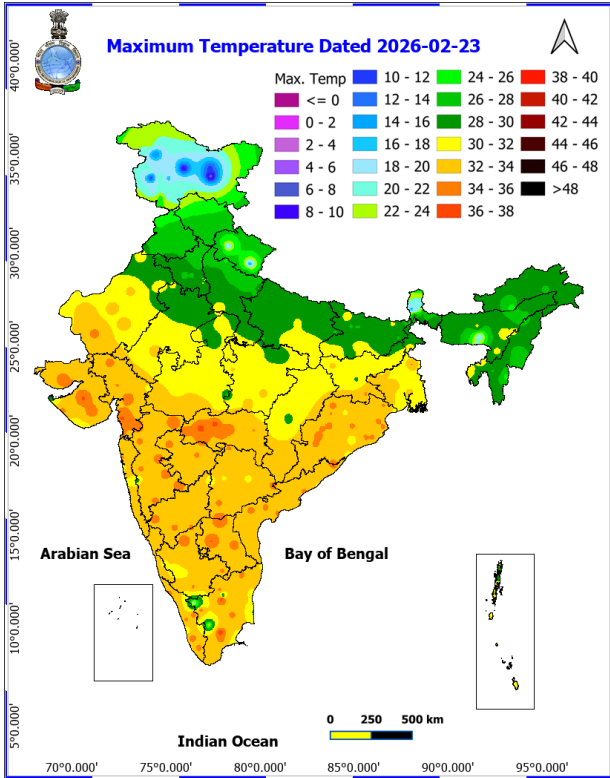 Maximum Temperature Dated 2026-02-23
Max. Temp
<= 0
0 - 2
2 - 4
4 - 6
6 - 8
8 - 10
10 - 12
12 - 14
14 - 16
16 - 18
18 - 20
20 - 22
22 - 24
24 - 26
26 - 28
28 - 30
30 - 32
32 - 34
34 - 36
36 - 38
38 - 40
40 - 42
42 - 44
44 - 46
46 - 48
>48
40°0.000'
35°0.000'
30°0.000'
25°0.000'
20°0.000'
15°0.000'
10°0.000'
5°0.000'
Arabian Sea
Bay of Bengal
Indian Ocean
0 250 500 km
70°0.000' 75°0.000' 80°0.000' 85°0.000' 90°0.000' 95°0.000'